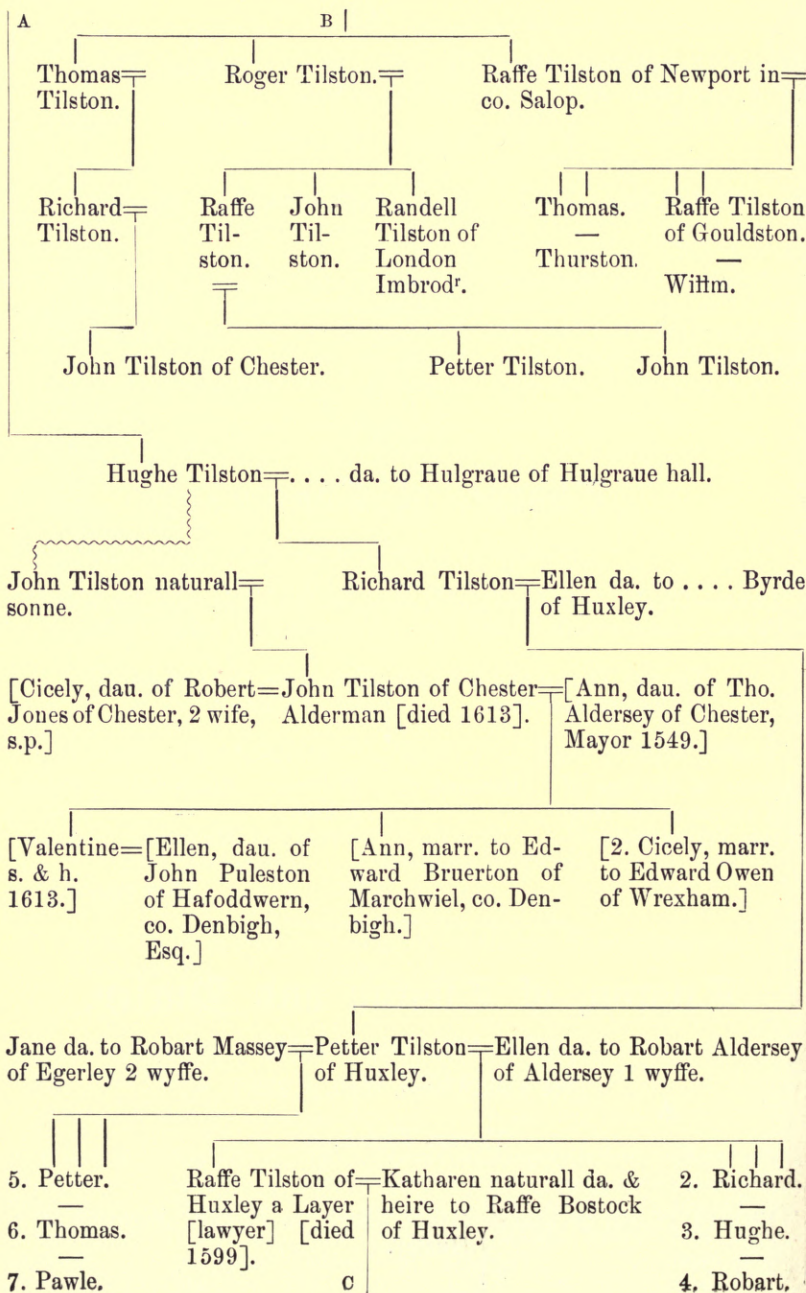 A B
Thomas Roger Tilston. Raffe Tilston of Newport in
Tilston. co. Salop.
Richard Raffe John Randell Thomas. Raffe Tilston
Tilston. Til- Til- Tilston of — of Gouldston.
ston. ston. London Thurston. —
Imbrodʳ. Willm.
John Tilston of Chester. Petter Tilston. John Tilston.
Hughe Tilston=. . . . da. to Hulgraue of Hulgraue hall.
John Tilston naturall= Richard Tilston=Ellen da. to . . . . Byrde
sonne. of Huxley.
[Cicely, dau. of Robert=John Tilston of Chester=[Ann, dau. of Tho.
Jones of Chester, 2 wife, Alderman [died 1613]. Aldersey of Chester,
s.p.] Mayor 1549.]
[Valentine=[Ellen, dau. of [Ann, marr. to Ed- [2. Cicely, marr.
s. & h. John Puleston ward Bruerton of to Edward Owen
1613.] of Hafoddwern, Marchwiel, co. Den- of Wrexham.]
co. Denbigh, bigh.]
Esq.]
Jane da. to Robart Massey=Petter Tilston=Ellen da. to Robart Aldersey
of Egerley 2 wyffe. of Huxley. of Aldersey 1 wyffe.
5. Petter. Raffe Tilston of=Katharen naturall da. & 2. Richard.
— Huxley a Layer heire to Raffe Bostock —
6. Thomas. [lawyer] [died of Huxley. 3. Hughe.
— 1599]. —
7. Pawle. C 4. Robart.